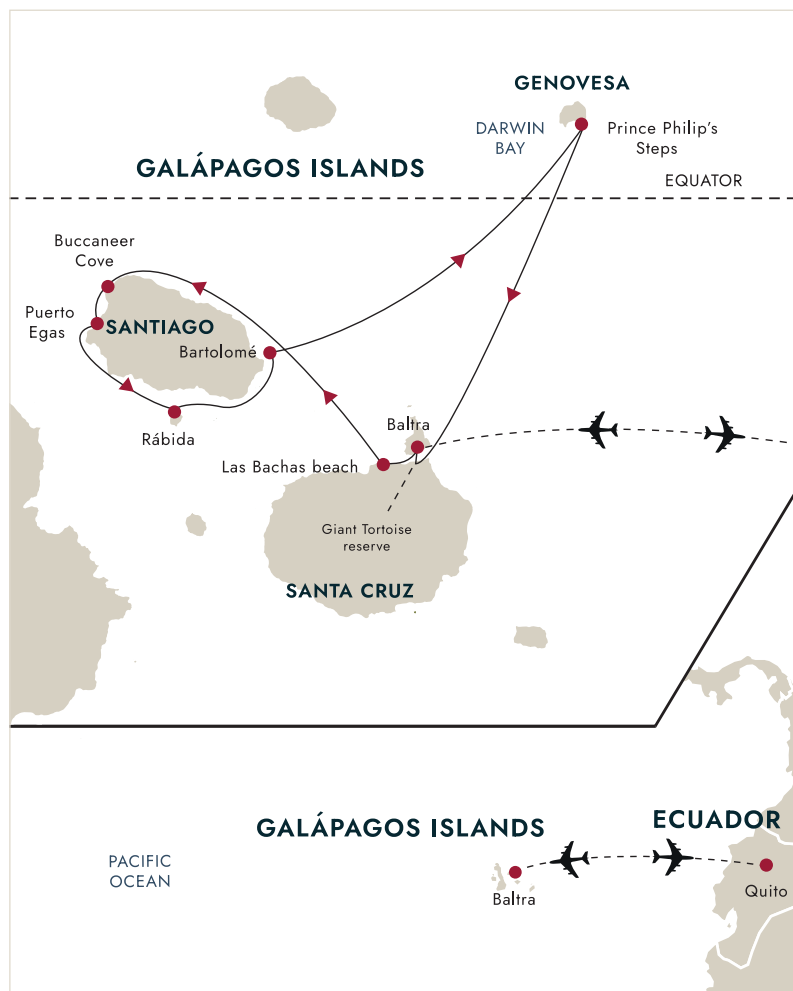 GENOVESA
DARWIN
BAY
Prince Philip's
Steps
GALÁPAGOS ISLANDS
EQUATOR
Buccaneer
Cove
Puerto
Egas
SANTIAGO
Bartolomé
Rábida
Baltra
Las Bachas beach
Giant Tortoise
reserve
SANTA CRUZ
GALÁPAGOS ISLANDS
ECUADOR
PACIFIC
OCEAN
Baltra
Quito